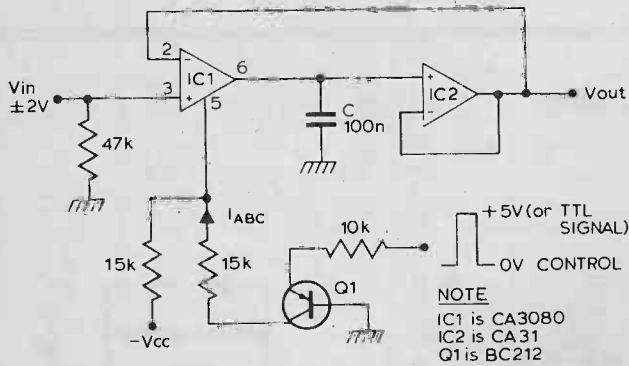 2
-
IC1
6
Vin
±2V
3
+
5
47k
C
100n
+
IC2
-
Vout
IABC
15k
15k
-Vcc
10k
Q1
+5V (or TTL
SIGNAL)
0V CONTROL
NOTE
IC1 is CA3080
IC2 is CA31
Q1 is BC212